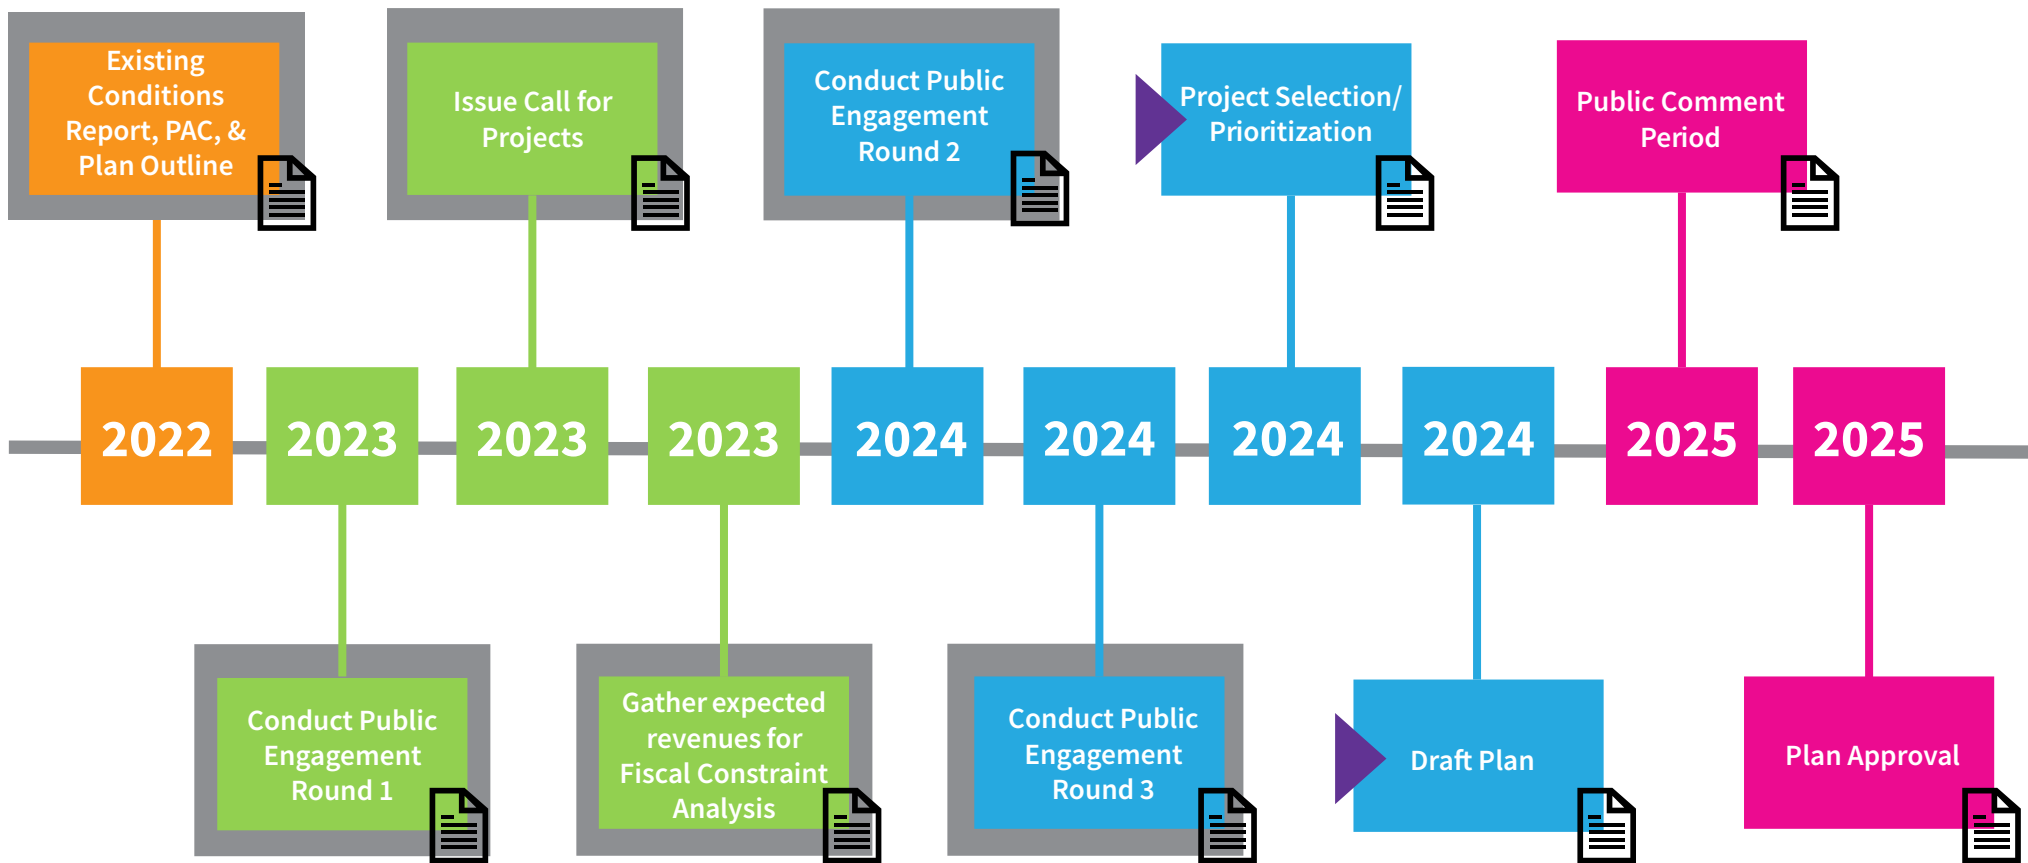 Existing
Conditions
Report, PAC, &
Plan Outline
Issue Call for
Projects
Conduct Public
Engagement
Round 2
Project Selection/
Prioritization
Public Comment
Period
2022
2023
2023
2023
2024
2024
2024
2024
2025
2025
Conduct Public
Engagement
Round 1
Gather expected
revenues for
Fiscal Constraint
Analysis
Conduct Public
Engagement
Round 3
Draft Plan
Plan Approval